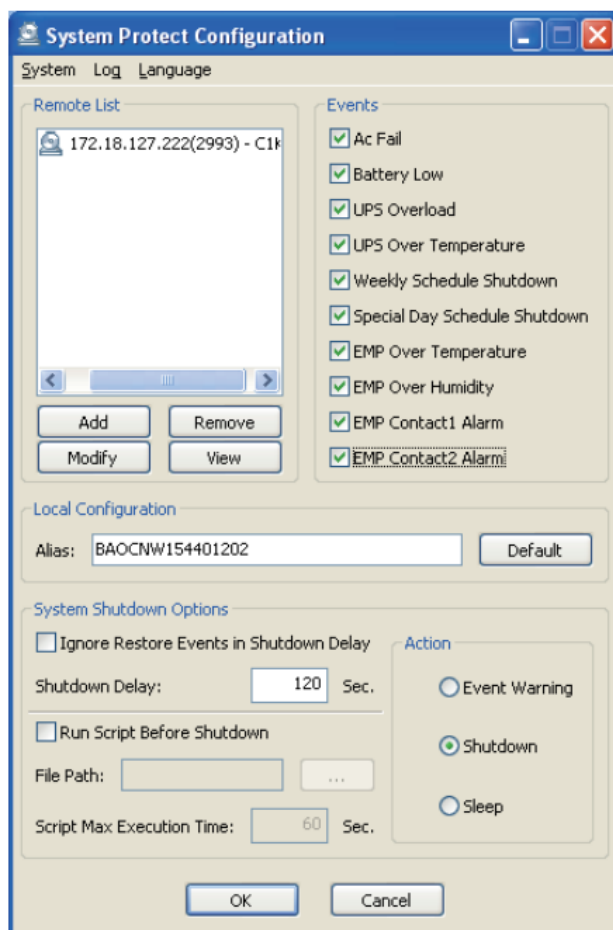 System Protect Configuration
System Log Language
Remote List
172.18.127.222(2993) - C1
Add
Remove
Modify
View
Events
Ac Fail
Battery Low
UPS Overload
UPS Over Temperature
Weekly Schedule Shutdown
Special Day Schedule Shutdown
EMP Over Temperature
EMP Over Humidity
EMP Contact1 Alarm
EMP Contact2 Alarm
Local Configuration
Alias: BAOCNW154401202
Default
System Shutdown Options
Ignore Restore Events in Shutdown Delay
Shutdown Delay: 120 Sec.
Run Script Before Shutdown
File Path: ...
Script Max Execution Time: 60 Sec.
Action
Event Warning
Shutdown
Sleep
OK
Cancel